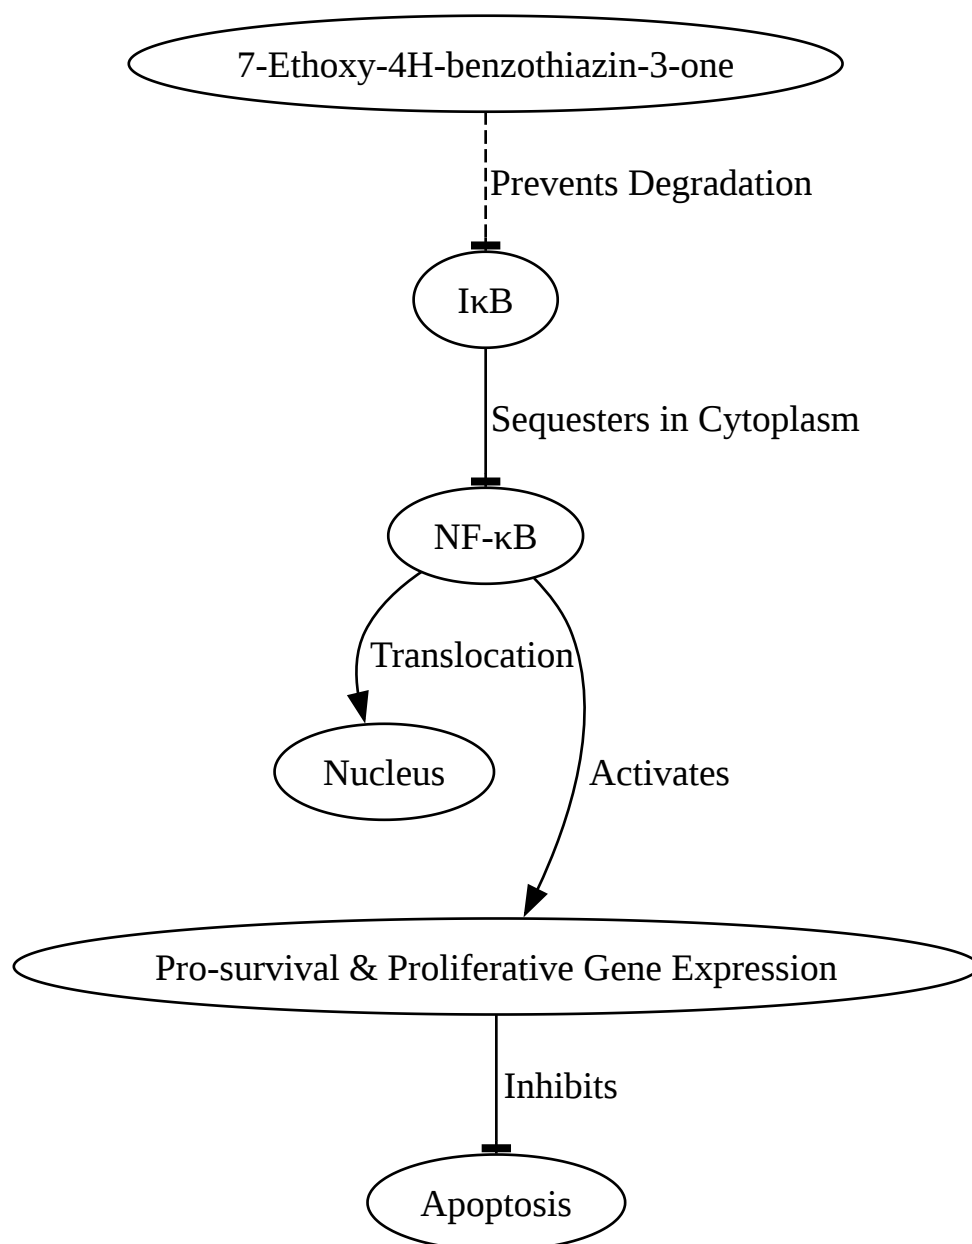 7-Ethoxy-4H-benzothiazin-3-one
Prevents Degradation
IκB
Sequesters in Cytoplasm
NF-κB
Translocation
Nucleus
Activates
Pro-survival & Proliferative Gene Expression
Inhibits
Apoptosis